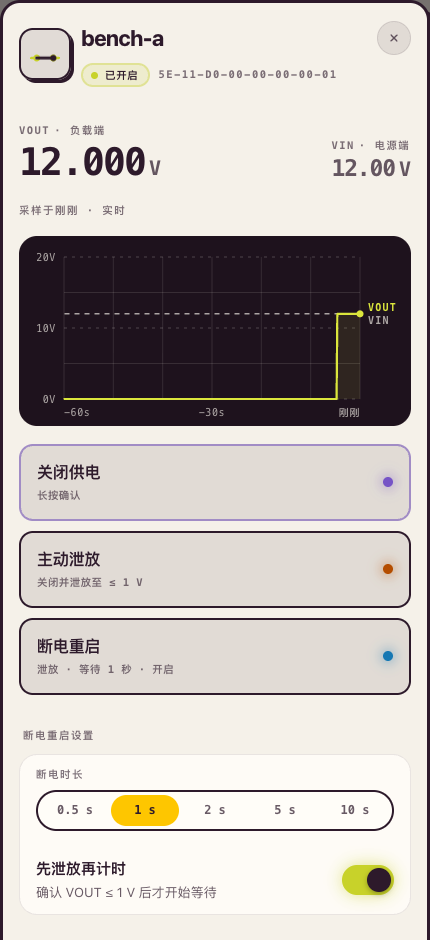 bench-a
×
已开启
5E-11-D0-00-00-00-00-01
VOUT · 负载端
12.000 V
VIN · 电源端
12.00 V
采样于刚刚 · 实时
20V
10V
0V
VOUT
VIN
−60s
−30s
刚刚
关闭供电
长按确认
主动泄放
关闭并泄放至 ≤ 1 V
断电重启
泄放 · 等待 1 秒 · 开启
断电重启设置
断电时长
0.5 s 1 s 2 s 5 s 10 s
先泄放再计时
确认 VOUT ≤ 1 V 后才开始等待